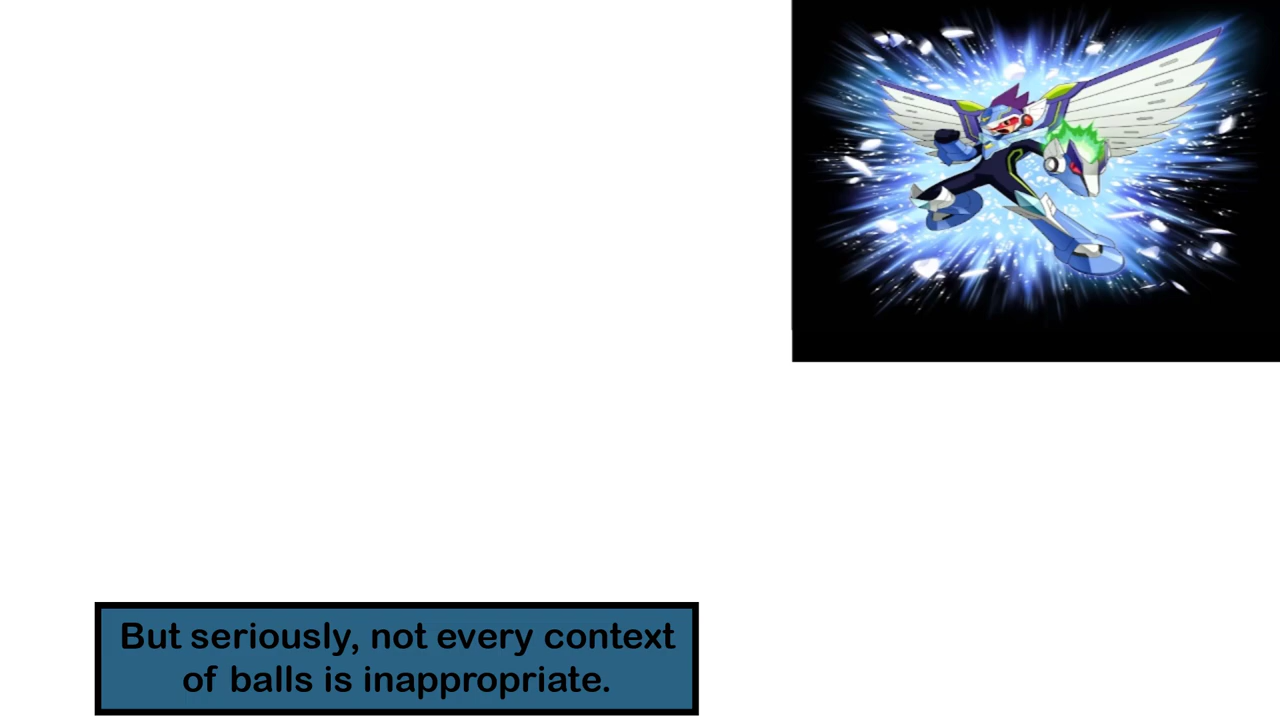 But seriously, not every context
of balls is inappropriate.